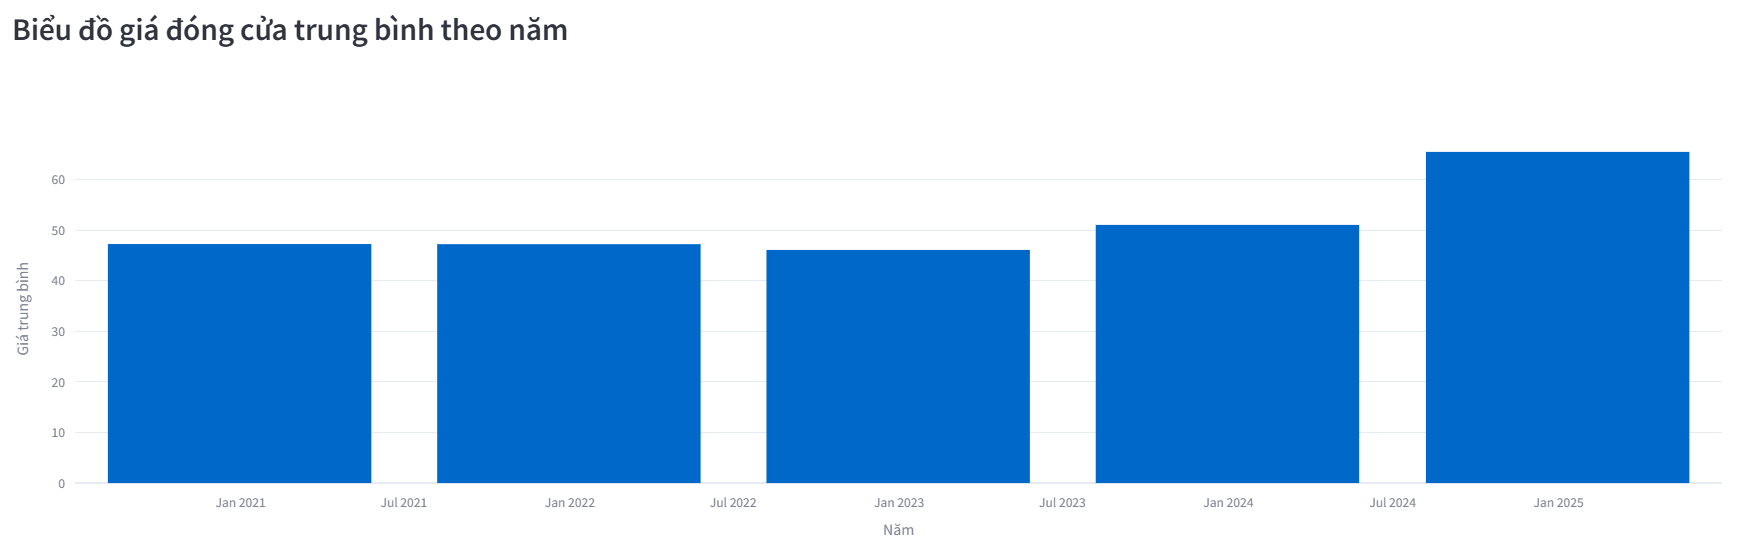 Biểu đồ giá đóng cửa trung bình theo năm
Giá trung bình
60
50
40
30
20
10
0
Jan 2021 Jul 2021 Jan 2022 Jul 2022 Jan 2023 Jul 2023 Jan 2024 Jul 2024 Jan 2025
Năm